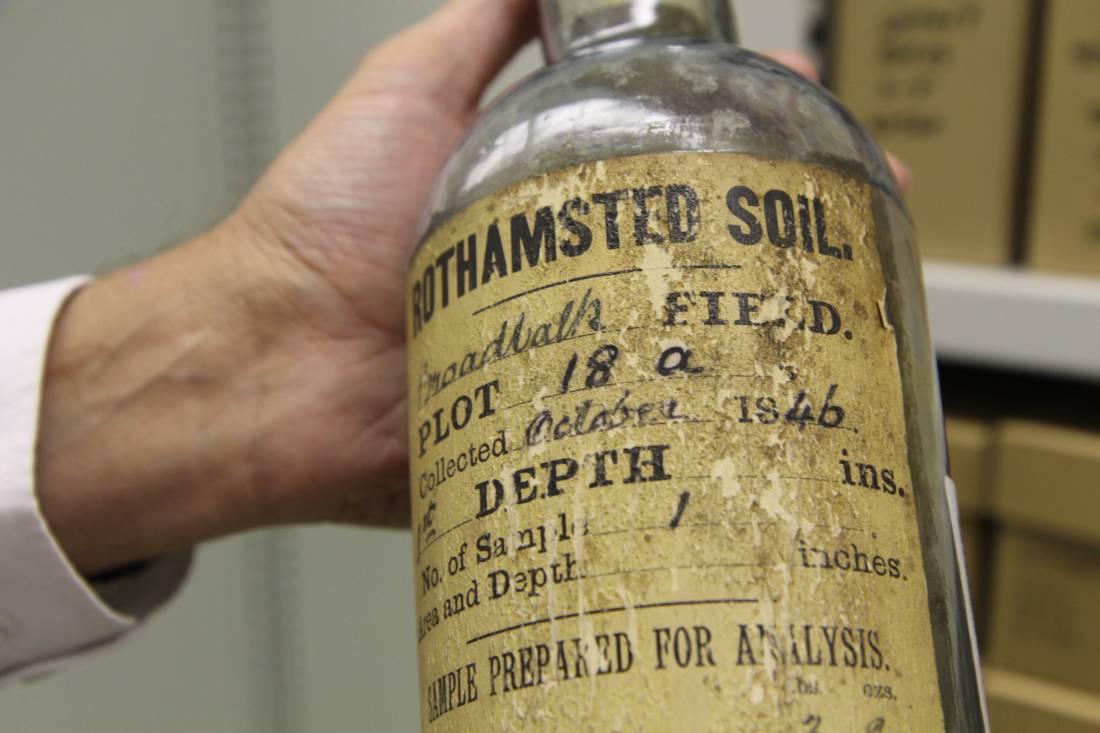 ROTHAMSTED SOIL.
Broadbalk FIELD.
PLOT 18 a
Collected October 1846.
1st DEPTH ins.
No. of Sample 1
Area and Depth inches.
SAMPLE PREPARED FOR ANALYSIS.
lbs. ozs.